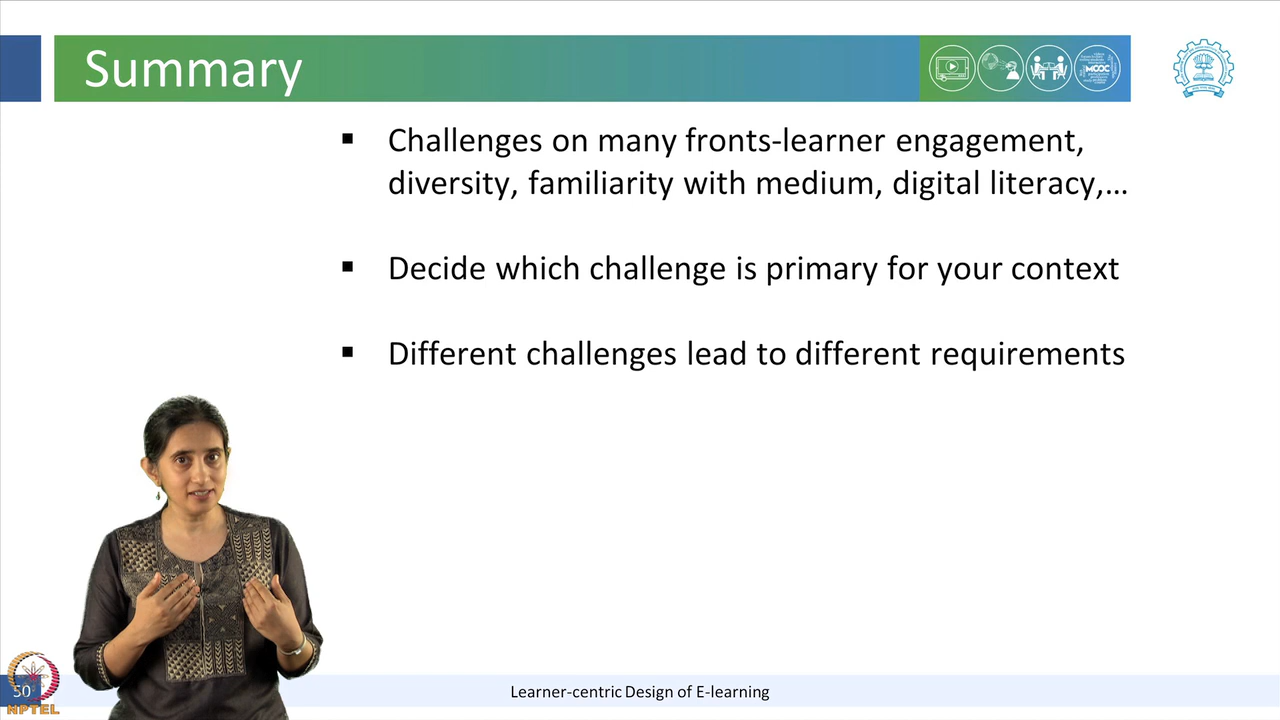 Summary
MOOC
▪ Challenges on many fronts-learner engagement,
diversity, familiarity with medium, digital literacy,...
▪ Decide which challenge is primary for your context
▪ Different challenges lead to different requirements
50
NPTEL
Learner-centric Design of E-learning